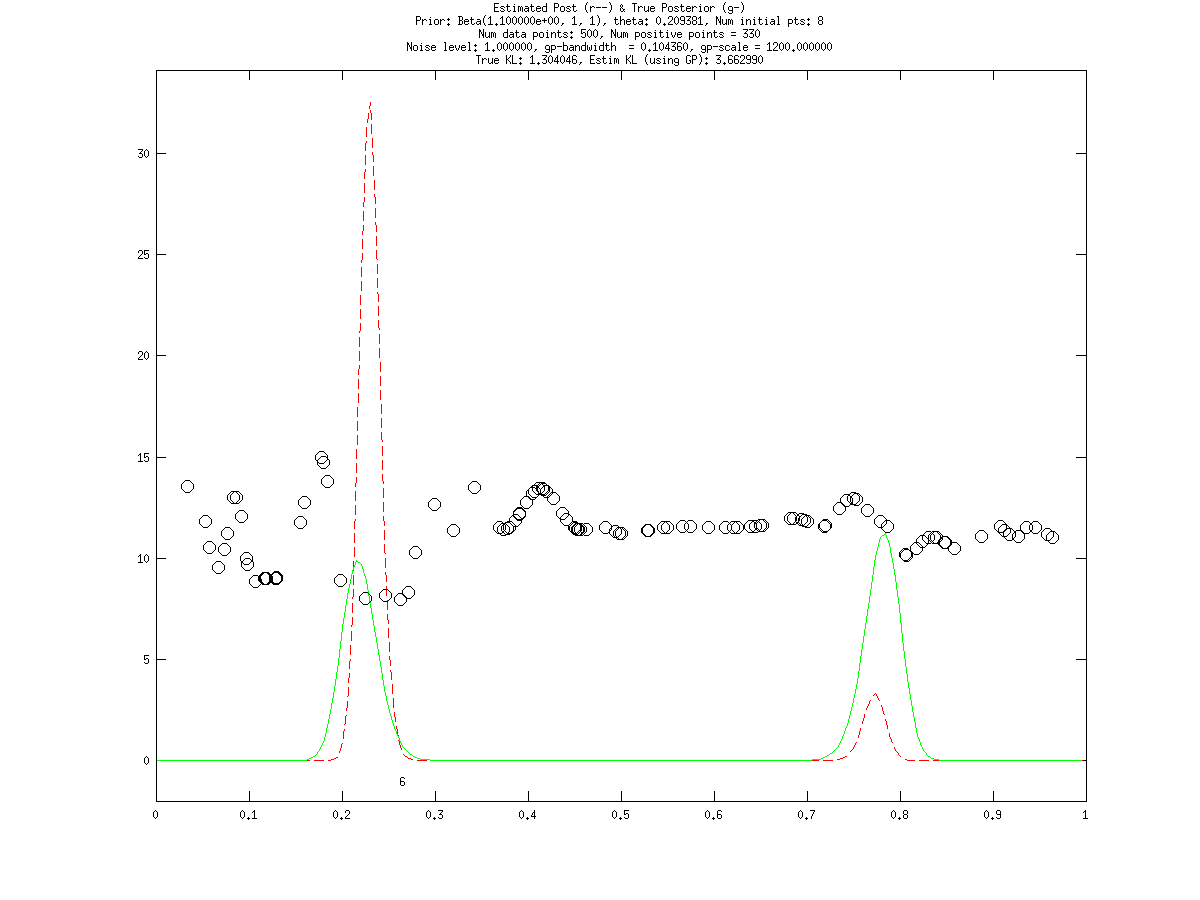 Estimated Post (r--) & True Posterior (g-)
Prior: Beta(1.100000e+00, 1, 1), theta: 0.209381, Num initial pts: 8
Num data points: 500, Num positive points = 330
Noise level: 1.000000, gp-bandwidth  = 0.104360, gp-scale = 1200.000000
True KL: 1.304046, Estim KL (using GP): 3.662990
30
25
20
15
10
5
0
6
0 0.1 0.2 0.3 0.4 0.5 0.6 0.7 0.8 0.9 1